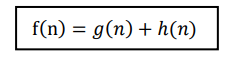 f(n) = g(n) + h(n)